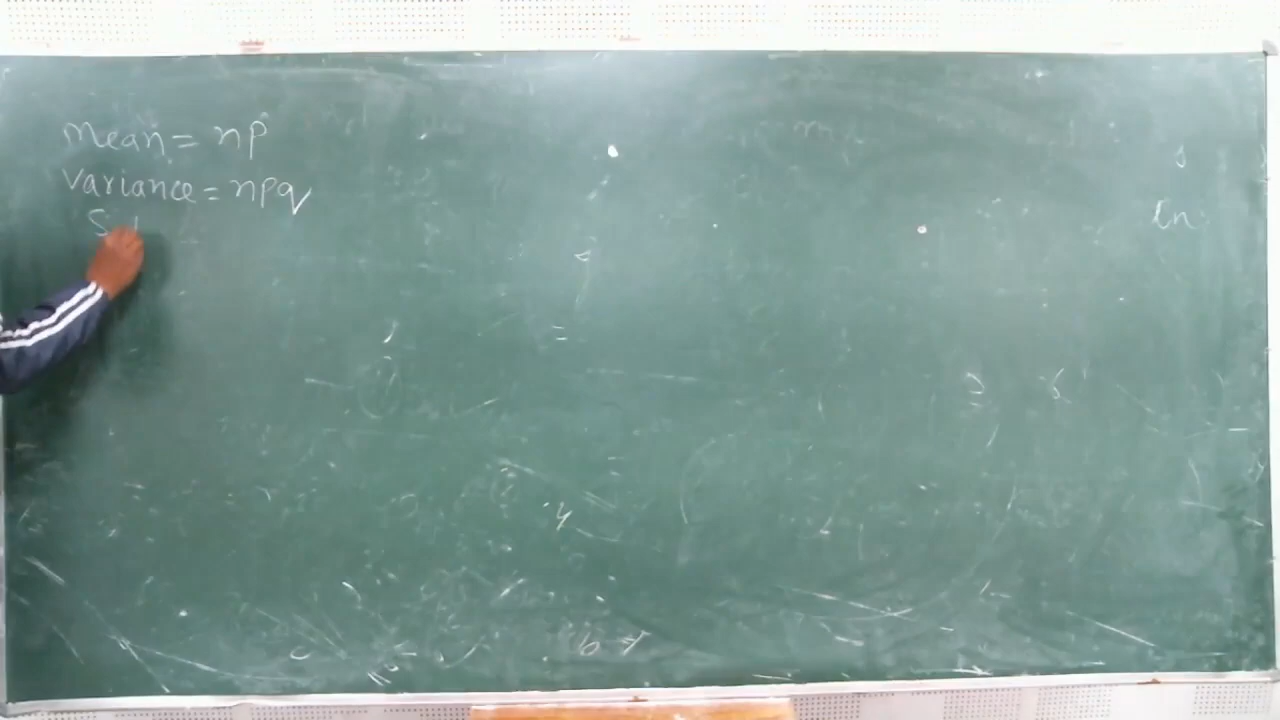 Mean = np
Variance = npq
S